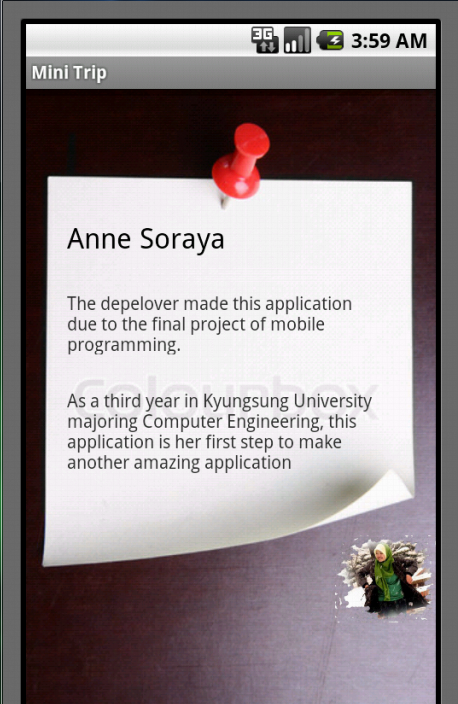 3G
3:59 AM
Mini Trip
Anne Soraya
The depelover made this application
due to the final project of mobile
programming.
Colourbox
As a third year in Kyungsung University
majoring Computer Engineering, this
application is her first step to make
another amazing application